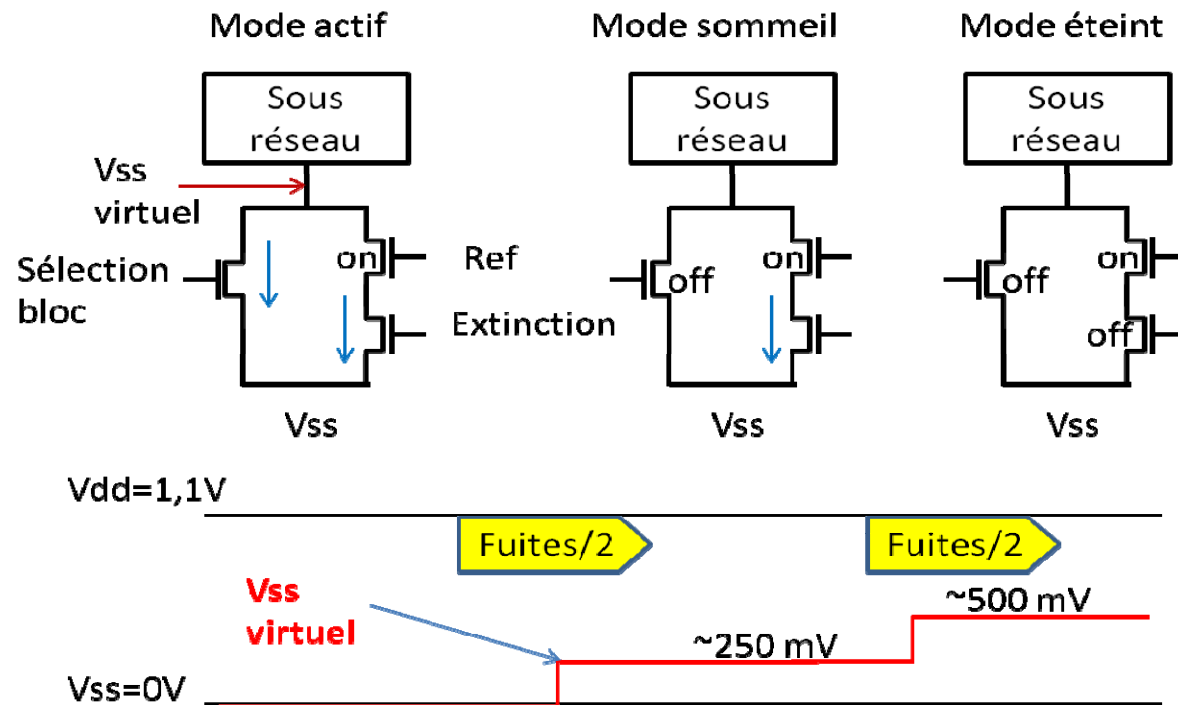 Mode actif
Mode sommeil
Mode éteint
Sous
réseau
Sous
réseau
Sous
réseau
Vss
virtuel
Sélection
bloc
on
Ref
Extinction
off
on
off
on
off
Vss
Vss
Vss
Vdd=1,1V
Fuites/2
Fuites/2
Vss
virtuel
~250 mV
~500 mV
Vss=0V